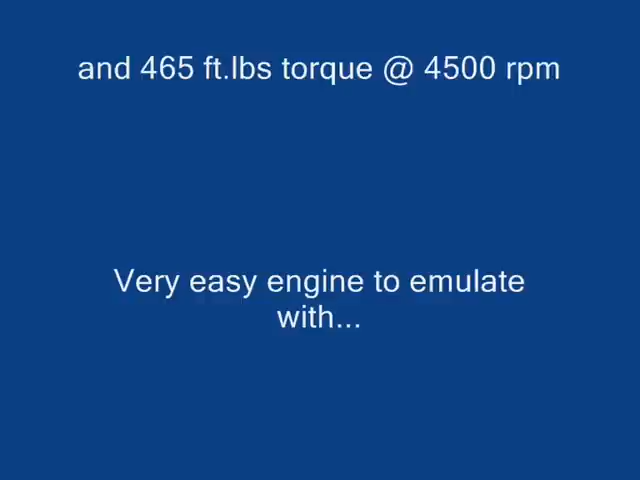 and 465 ft.lbs torque @ 4500 rpm
Very easy engine to emulate
with...